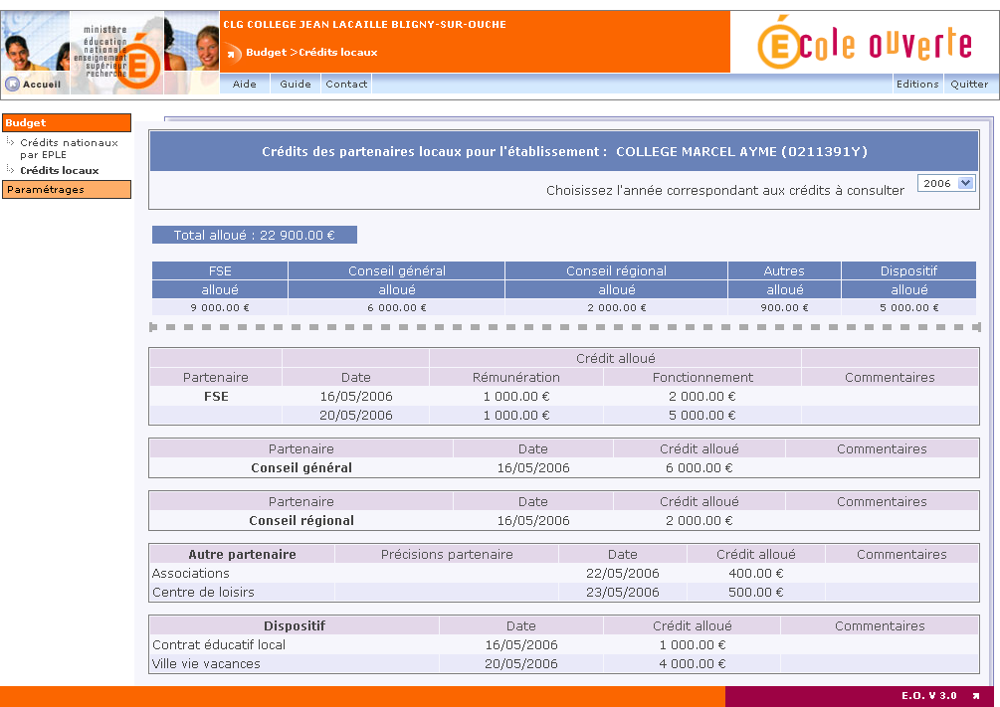 CLG COLLEGE JEAN LACAILLE BLIGNY-SUR-OUCHE
ministère
éducation
nationale
enseignement
supérieur
recherche
É
Budget >Crédits locaux
École ouverte
Accueil
Aide Guide Contact Editions Quitter
Budget
Crédits nationaux
par EPLE
Crédits locaux
Paramétrages
Crédits des partenaires locaux pour l'établissement : COLLEGE MARCEL AYME (0211391Y)
Choisissez l'année correspondant aux crédits à consulter 2006
Total alloué : 22 900.00 €
FSE Conseil général Conseil régional Autres Dispositif
alloué alloué alloué alloué alloué
9 000.00 € 6 000.00 € 2 000.00 € 900.00 € 5 000.00 €
Crédit alloué
Partenaire Date Rémunération Fonctionnement Commentaires
FSE 16/05/2006 1 000.00 € 2 000.00 €
20/05/2006 1 000.00 € 5 000.00 €
Partenaire Date Crédit alloué Commentaires
Conseil général 16/05/2006 6 000.00 €
Partenaire Date Crédit alloué Commentaires
Conseil régional 16/05/2006 2 000.00 €
Autre partenaire Précisions partenaire Date Crédit alloué Commentaires
Associations 22/05/2006 400.00 €
Centre de loisirs 23/05/2006 500.00 €
Dispositif Date Crédit alloué Commentaires
Contrat éducatif local 16/05/2006 1 000.00 €
Ville vie vacances 20/05/2006 4 000.00 €
E.O. V 3.0